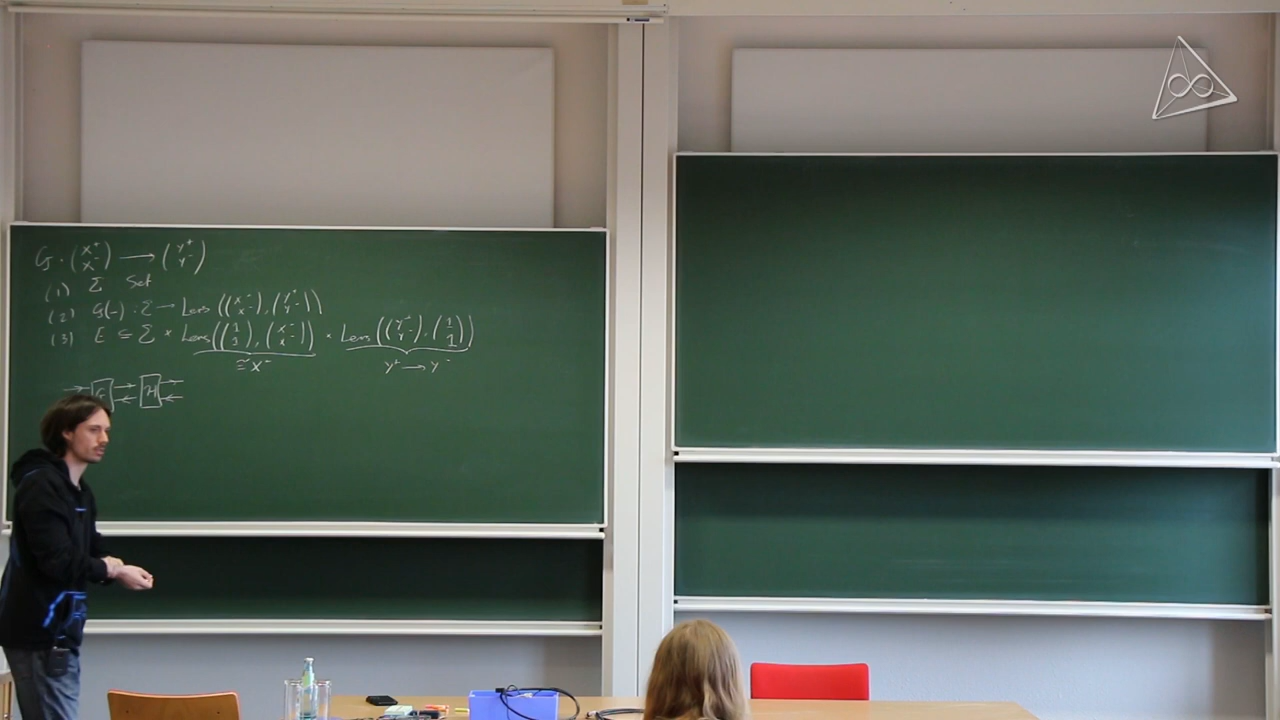 G : (X⁺ X⁻) → (Y⁺ Y⁻)
(1) Σ Set
(2) G(-) : Σ → Lens ((X⁺ X⁻), (Y⁺ Y⁻))
(3) E ⊆ Σ × Lens((1 1), (X⁺ X⁻)) × Lens((Y⁺ Y⁻), (1 1))
≅ X⁺ Y⁺ → Y⁻
G H